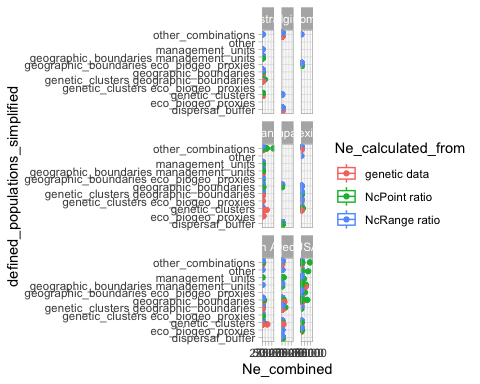 other_combinations
other
management_units
geographic_boundaries management_units
geographic_boundaries eco_biogeo_proxies
geographic_boundaries
genetic_clusters geographic_boundaries
genetic_clusters eco_biogeo_proxies
genetic_clusters
eco_biogeo_proxies
dispersal_buffer
other_combinations
other
management_units
geographic_boundaries management_units
geographic_boundaries eco_biogeo_proxies
geographic_boundaries
genetic_clusters geographic_boundaries
genetic_clusters eco_biogeo_proxies
genetic_clusters
eco_biogeo_proxies
dispersal_buffer
other_combinations
other
management_units
geographic_boundaries management_units
geographic_boundaries eco_biogeo_proxies
geographic_boundaries
genetic_clusters geographic_boundaries
genetic_clusters eco_biogeo_proxies
genetic_clusters
eco_biogeo_proxies
dispersal_buffer
defined_populations_simplified
USA
Ne_combined
Ne_calculated_from
genetic data
NcPoint ratio
NcRange ratio